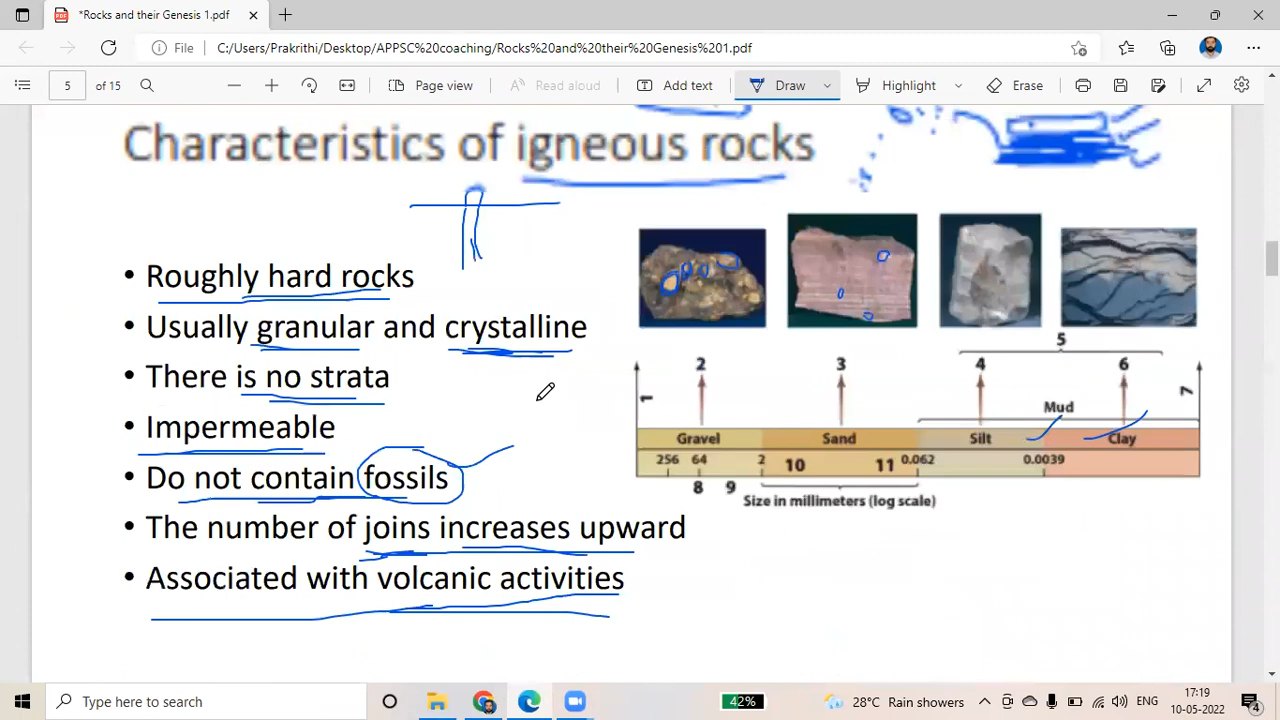 *Rocks and their Genesis 1.pdf
File
C:/Users/Prakrithi/Desktop/APPSC%20coaching/Rocks%20and%20their%20Genesis%201.pdf
5 of 15
Page view
Read aloud
Add text
Draw
Highlight
Erase
Characteristics of igneous rocks
• Roughly hard rocks
• Usually granular and crystalline
• There is no strata
• Impermeable
• Do not contain fossils
• The number of joins increases upward
• Associated with volcanic activities
5
1 2 3 4 6 7
Mud
Gravel Sand Silt Clay
256 64 2 10 11 0.062 0.0039
8 9 Size in millimeters (log scale)
Type here to search
42%
28°C Rain showers
ENG
17:19
10-05-2022
4